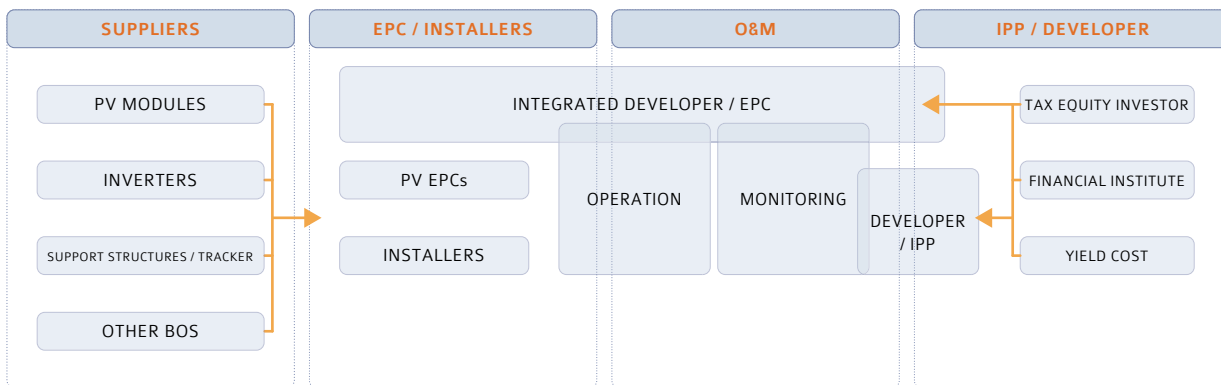 SUPPLIERS
EPC / INSTALLERS
O&M
IPP / DEVELOPER
PV MODULES
INVERTERS
SUPPORT STRUCTURES / TRACKER
OTHER BOS
INTEGRATED DEVELOPER / EPC
PV EPCs
INSTALLERS
OPERATION
MONITORING
DEVELOPER
/ IPP
TAX EQUITY INVESTOR
FINANCIAL INSTITUTE
YIELD COST